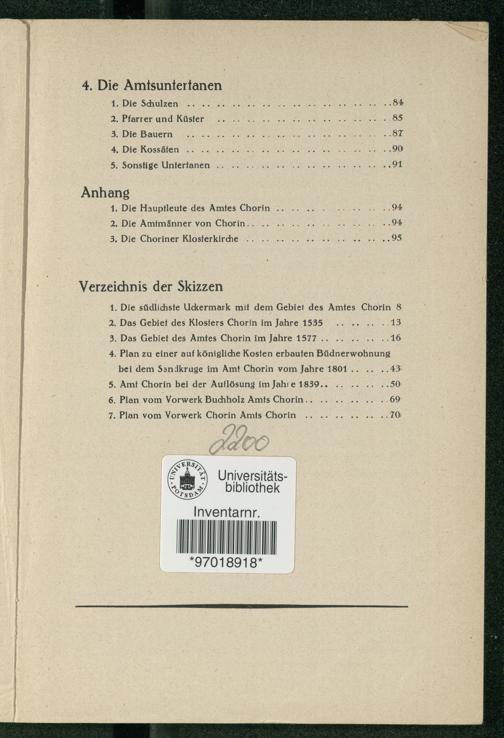 4. Die Amtsuntertanen
1. Die Schulzen .. .. .. .. .. .. .. .. .. .. .. .. ..84
2. Pfarrer und Küster .. .. .. .. .. .. .. .. .. .. ..85
3. Die Bauern .. .. .. .. .. .. .. .. .. .. .. .. ..87
4. Die Kossäten .. .. .. .. .. .. .. .. .. .. .. ..90
5. Sonstige Untertanen .. .. .. .. .. .. .. .. .. ..91
Anhang
1. Die Hauptleute des Amtes Chorin .. .. .. .. .. .. ..94
2. Die Amtmänner von Chorin.. .. .. .. .. .. .. .. ..94
3. Die Choriner Klosterkirche .. .. .. .. .. .. .. .. ..95
Verzeichnis der Skizzen
1. Die südlichste Uckermark mit dem Gebiet des Amtes Chorin 8
2. Das Gebiet des Klosters Chorin im Jahre 1535 .. .. .. ..13
3. Das Gebiet des Amtes Chorin im Jahre 1577 .. .. .. .. ..16
4. Plan zu einer auf königliche Kosten erbauten Büdnerwohnung
bei dem Sandkruge im Amt Chorin vom Jahre 1801 .. .. ..43
5. Amt Chorin bei der Auflösung im Jahre 1839.. .. .. .. ..50
6. Plan vom Vorwerk Buchholz Amts Chorin.. .. .. .. .. ..69
7. Plan vom Vorwerk Chorin Amts Chorin .. .. .. .. .. ..70
2200
UNIVERSITÄT POTSDAM
Universitäts-
bibliothek
Inventarnr.
*97018918*